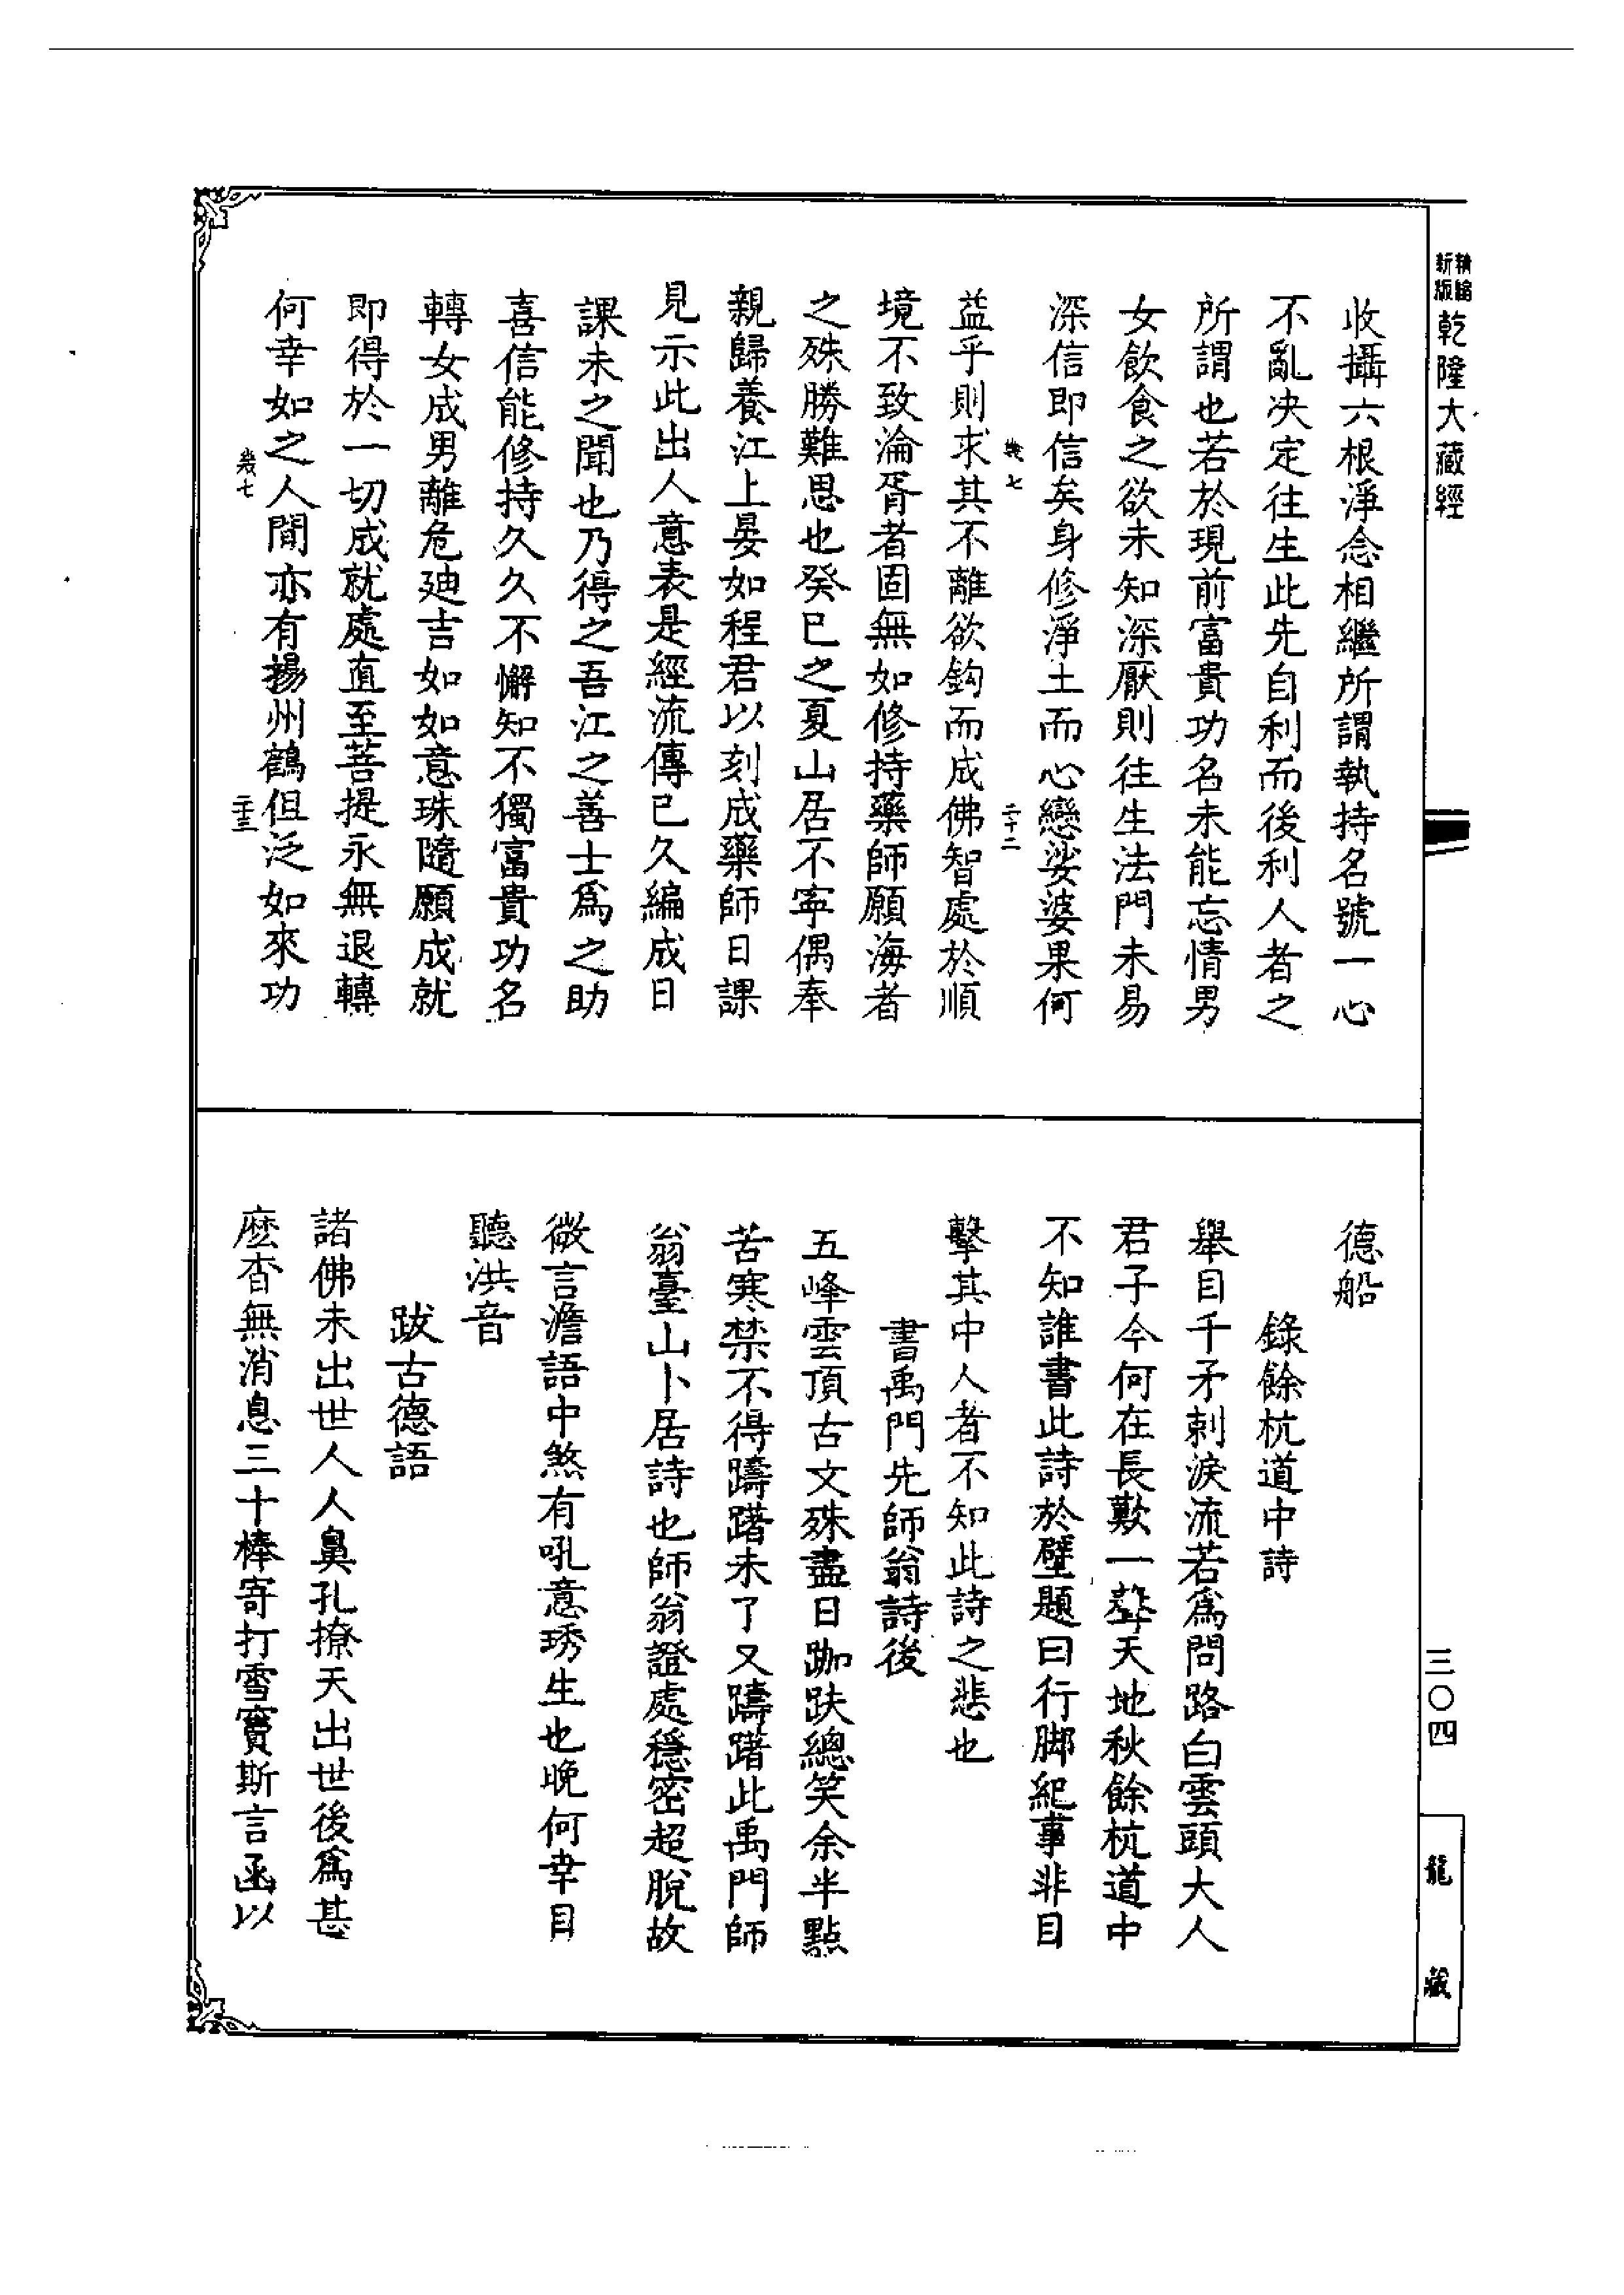 精縮
新版
乾隆大藏經
收攝六根淨念相繼所謂執持名號一心
不亂决定往生此先自利而後利人者之
所謂也若於現前富貴功名未能忘情男
女飲食之欲未知深厭則往生法門未易
深信即信矣身修淨土而心戀娑婆果何
幾七
二十二
益乎則求其不離欲鈎而成佛智處於順
境不致淪胥者固無如修持藥師願海者
之殊勝難思也癸巳之夏山居不寧偶奉
親歸養江上晏如程君以刻成藥師日課
見示此出人意表是經流傳已久編成日
課未之聞也乃得之吾江之善士爲之助
喜信能修持久久不懈知不獨富貴功名
轉女成男離危廸吉如如意珠隨願成就
即得於一切成就處直至菩提永無退轉
何幸如之人間亦有揚州鶴但泛如來功
幾七
二十三
德船
錄餘杭道中詩
舉目千矛刺淚流若爲問路白雲頭大人
君子今何在長歎一聲天地秋餘杭道中
不知誰書此詩於壁題曰行脚紀事非目
擊其中人者不知此詩之悲也
書禹門先師翁詩後
五峰雲頂古文殊盡日跏趺總笑余半點
苦寒禁不得躊躇未了又躊躇此禹門師
翁臺山卜居詩也師翁證處穩密超脫故
微言澹語中煞有吼意琇生也晚何幸目
聽洪音
跋古德語
諸佛未出世人人鼻孔撩天出世後爲甚
麽杳無消息三十棒寄打雪竇斯言函以
三〇四
龍藏